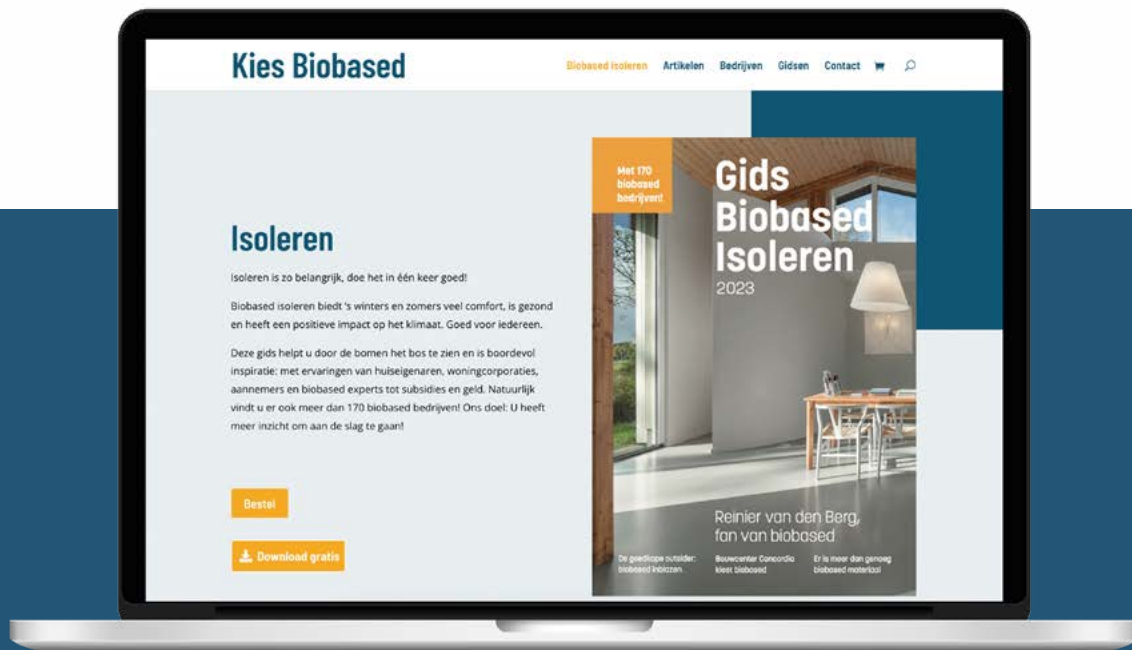 Kies Biobased
Biobased Isoleren Artikelen Bedrijven Gidsen Contact
Isoleren
Isoleren is zo belangrijk, doe het in één keer goed!
Biobased isoleren biedt 's winters en zomers veel comfort, is gezond
en heeft een positieve impact op het klimaat. Goed voor iedereen.
Deze gids helpt u door de bomen het bos te zien en is boordevol
inspiratie: met ervaringen van huiseigenaren, woningcorporaties,
aannemers en biobased experts tot subsidies en geld. Natuurlijk
vindt u er ook meer dan 170 biobased bedrijven! Ons doel: U heeft
meer inzicht om aan de slag te gaan!
Bestel
Download gratis
Met 170
biobased
bedrijven!
Gids
Biobased
Isoleren
2023
Reinier van den Berg,
fan van biobased
De goedkope outsider:
biobased inblazen
Bouwcenter Concordia
kiest biobased
Er is meer dan genoeg
biobased materiaal